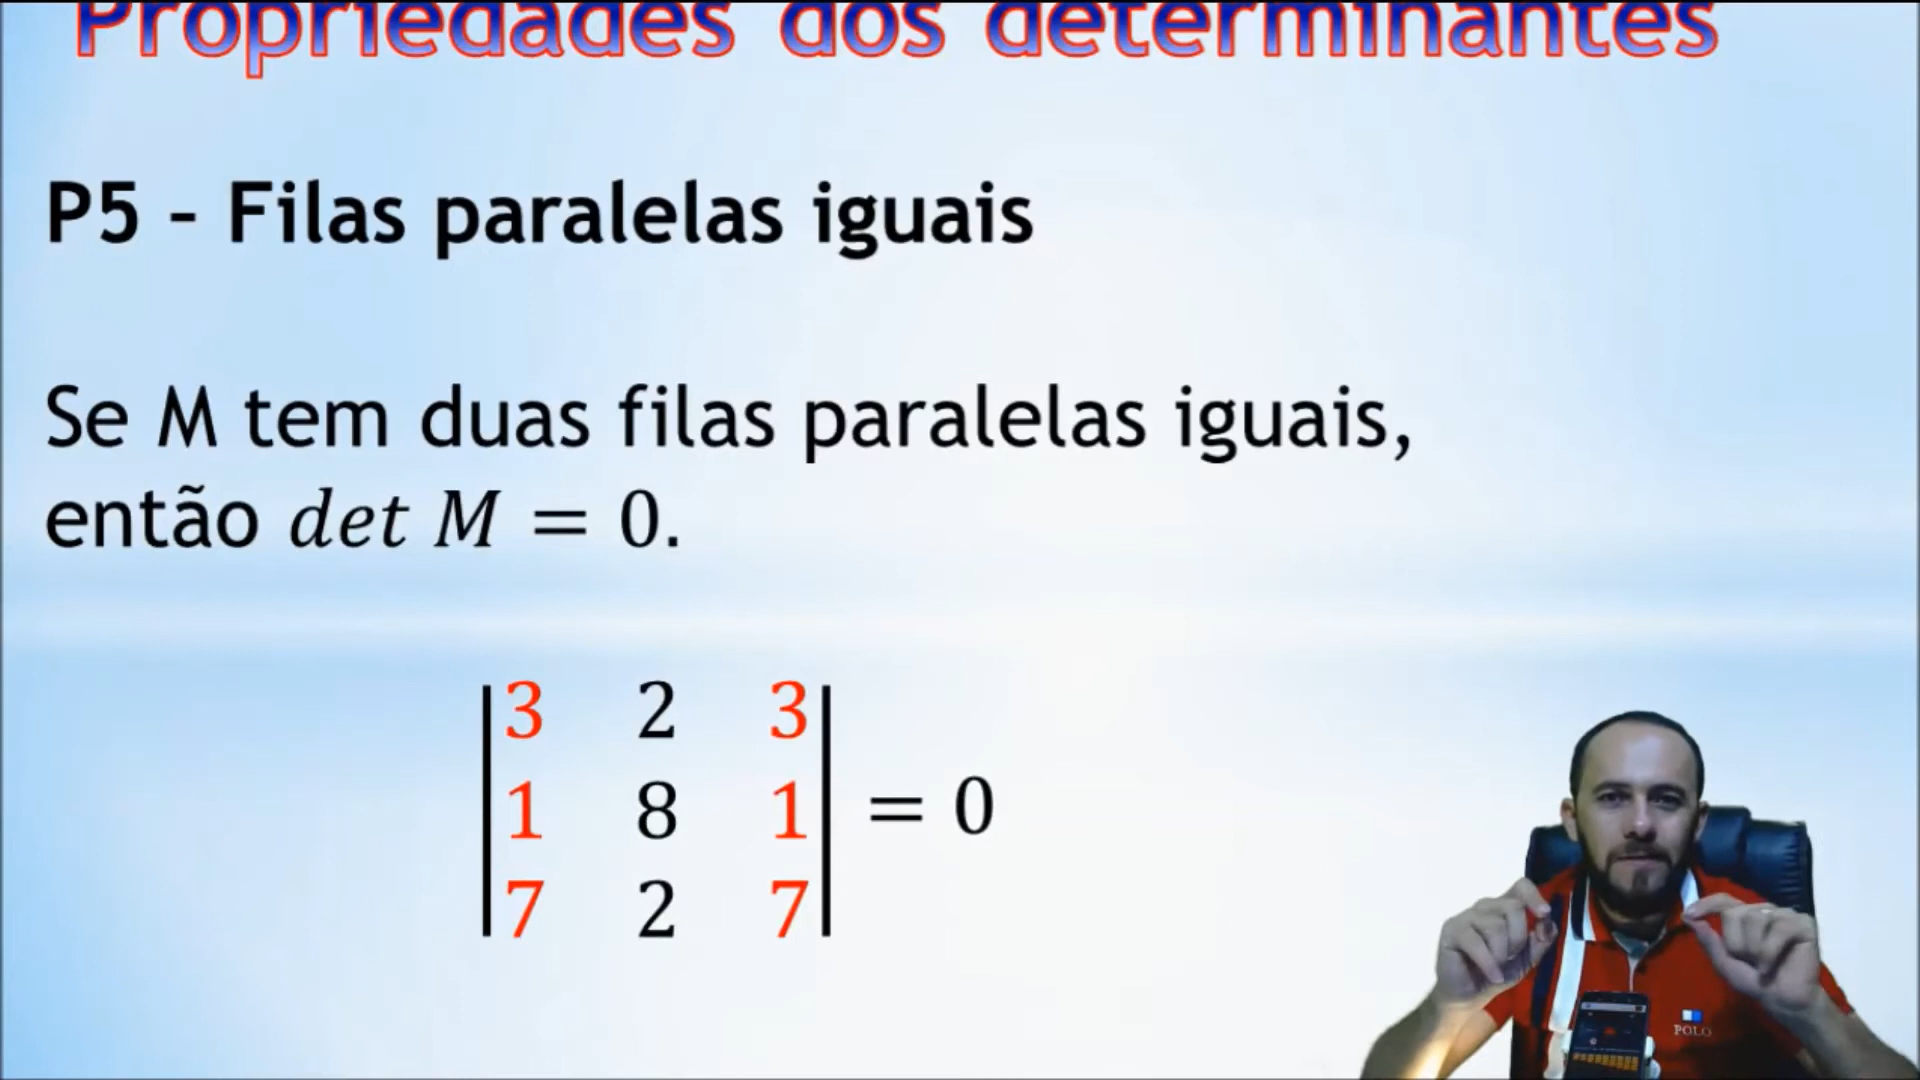 Propriedades dos determinantes
P5 – Filas paralelas iguais
Se M tem duas filas paralelas iguais,
então det M = 0.
3 2 3
1 8 1 = 0
7 2 7
POLO